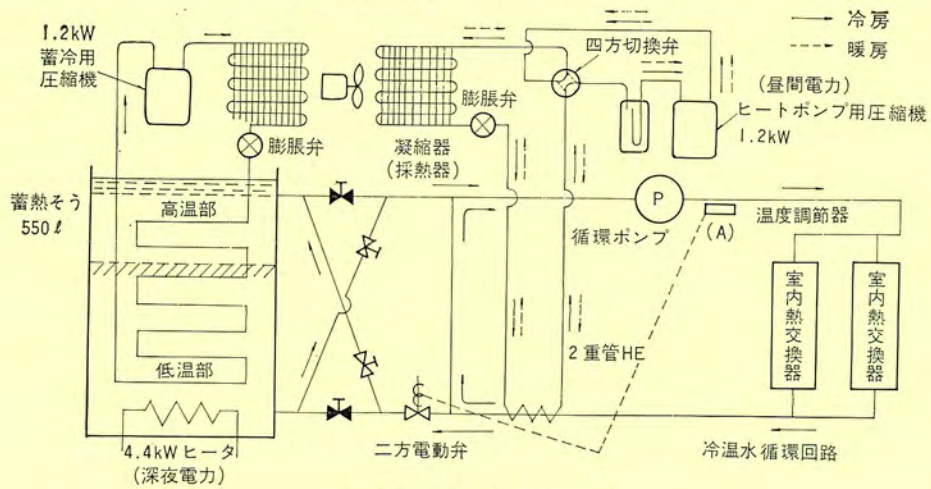 1.2kW
蓄冷用
圧縮機
四方切換弁
冷房
暖房
(昼間電力)
ヒートポンプ用圧縮機
1.2kW
膨脹弁
膨脹弁
凝縮器
(採熱器)
蓄熱そう
550ℓ
高温部
低温部
P
循環ポンプ
(A)
温度調節器
室内熱交換器
室内熱交換器
2重管HE
4.4kWヒータ
(深夜電力)
二方電動弁
冷温水循環回路